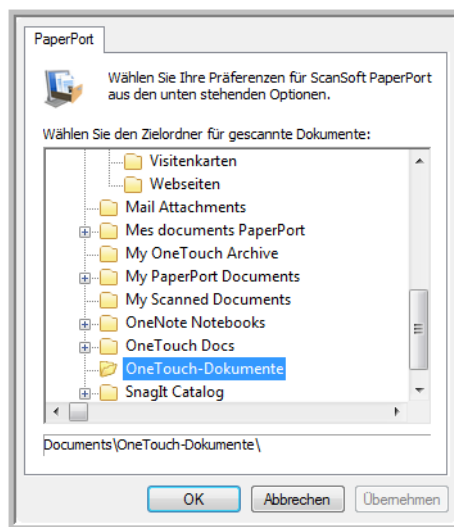 PaperPort
Wählen Sie Ihre Präferenzen für ScanSoft PaperPort
aus den unten stehenden Optionen.
Wählen Sie den Zielordner für gescannte Dokumente:
Visitenkarten
Webseiten
Mail Attachments
Mes documents PaperPort
My OneTouch Archive
My PaperPort Documents
My Scanned Documents
OneNote Notebooks
OneTouch Docs
OneTouch-Dokumente
SnagIt Catalog
Documents\OneTouch-Dokumente\
OK Abbrechen Übernehmen